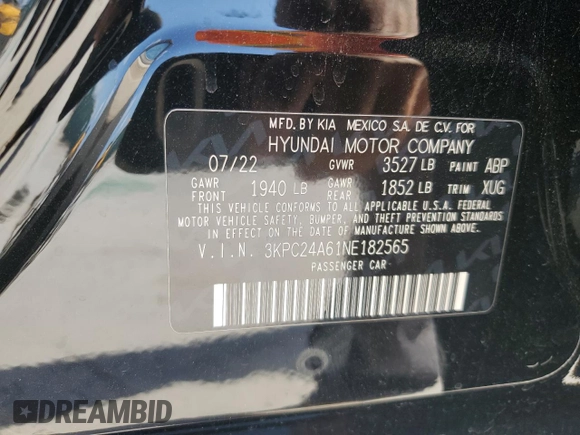 MFD. BY KIA MEXICO S.A. DE C.V. FOR
HYUNDAI MOTOR COMPANY
07/22 GVWR 3527 LB PAINT ABP
GAWR FRONT 1940 LB GAWR REAR 1852 LB TRIM XUG
THIS VEHICLE CONFORMS TO ALL APPLICABLE U.S. FEDERAL
MOTOR VEHICLE SAFETY, BUMPER, AND THEFT PREVENTION STANDARDS
IN EFFECT ON THE DATE OF MANUFACTURE SHOWN ABOVE.
V.I.N. 3KPC24A61NE182565
PASSENGER CAR
DREAMBID